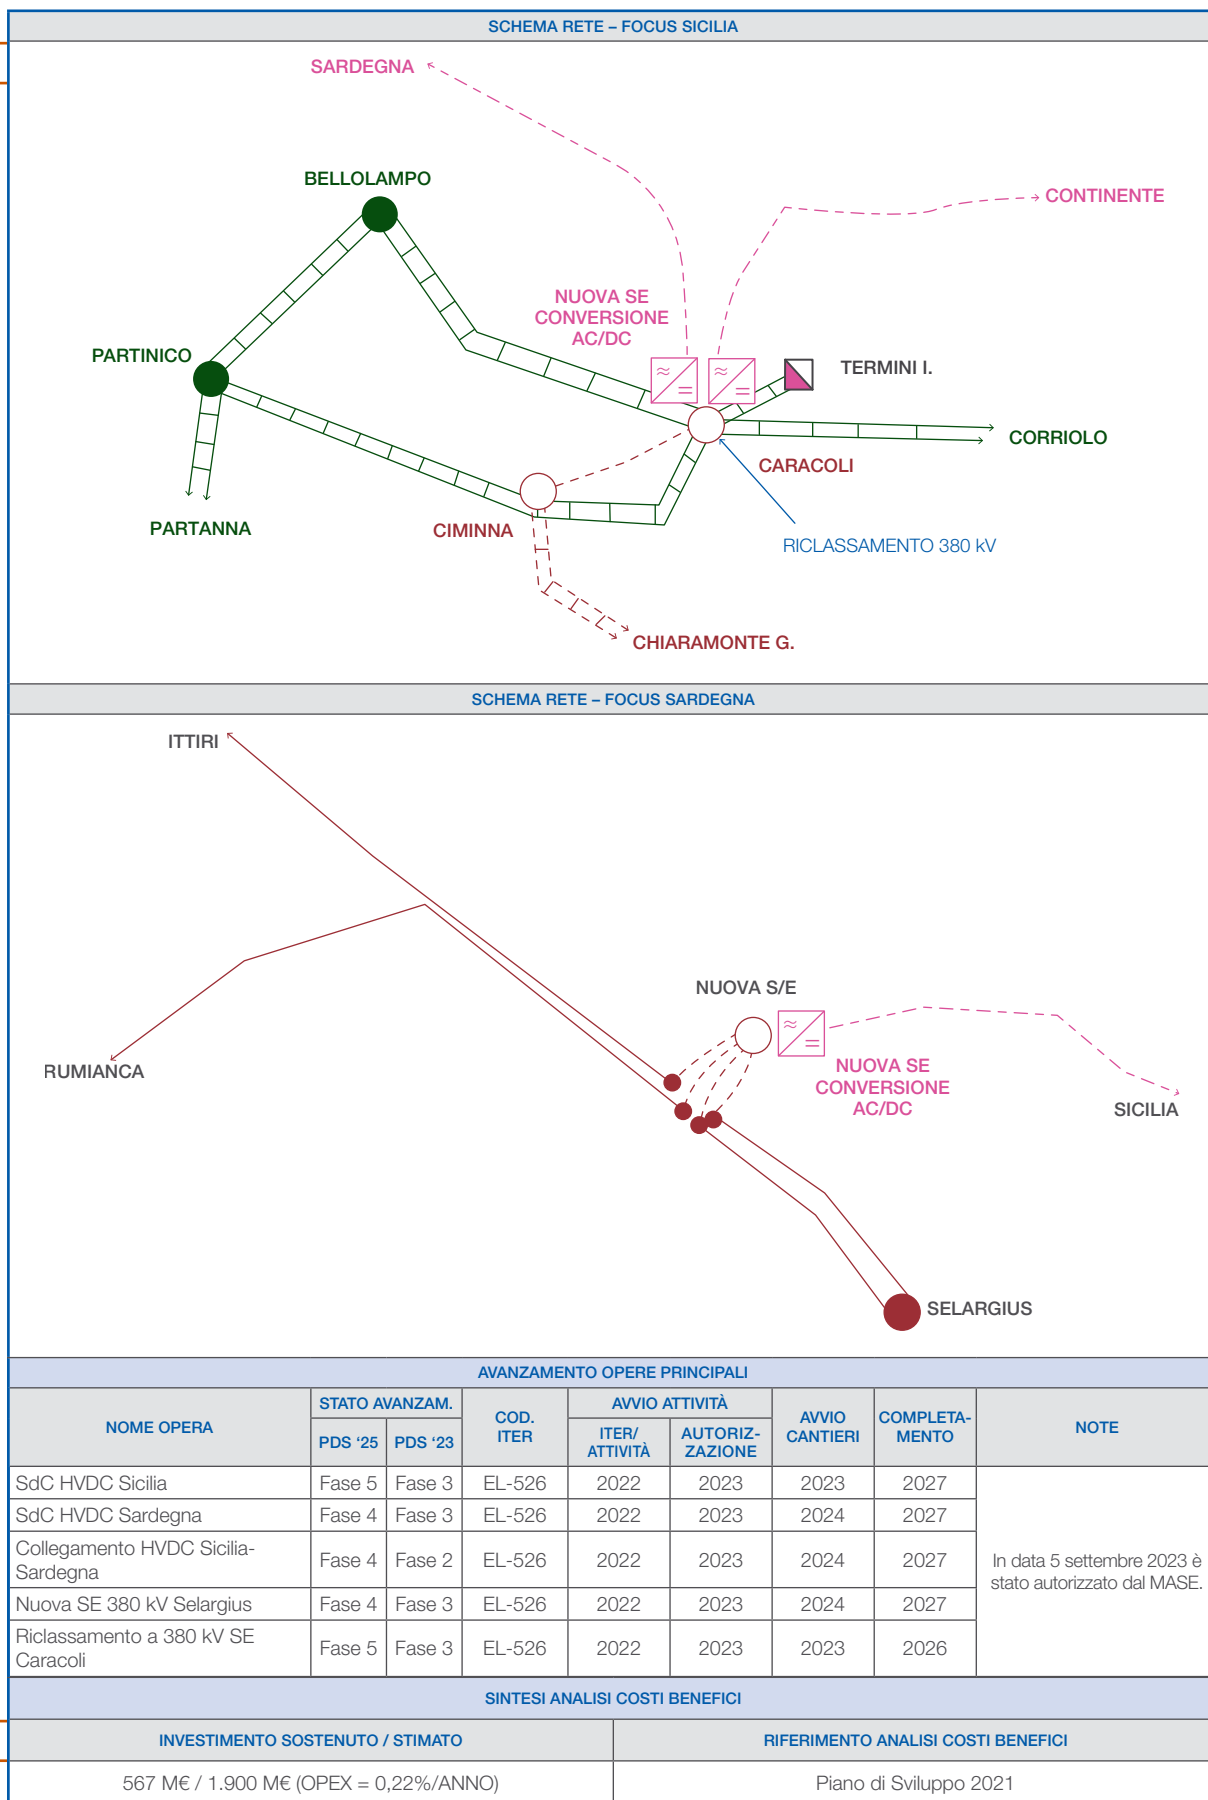 SCHEMA RETE – FOCUS SICILIA
SARDEGNA
BELLOLAMPO
CONTINENTE
NUOVA SE
CONVERSIONE
AC/DC
PARTINICO
TERMINI I.
CORRIOLO
CARACOLI
PARTANNA
CIMINNA
RICLASSAMENTO 380 kV
CHIARAMONTE G.
SCHEMA RETE – FOCUS SARDEGNA
ITTIRI
NUOVA S/E
RUMIANCA
NUOVA SE
CONVERSIONE
AC/DC
SICILIA
SELARGIUS
AVANZAMENTO OPERE PRINCIPALI
NOME OPERA
STATO AVANZAM.
COD.
ITER
AVVIO ATTIVITÀ
AVVIO
CANTIERI
COMPLETA-
MENTO
NOTE
PDS ‘25
PDS ‘23
ITER/
ATTIVITÀ
AUTORIZ-
ZAZIONE
SdC HVDC Sicilia Fase 5 Fase 3 EL-526 2022 2023 2023 2027
SdC HVDC Sardegna Fase 4 Fase 3 EL-526 2022 2023 2024 2027
Collegamento HVDC Sicilia-
Sardegna Fase 4 Fase 2 EL-526 2022 2023 2024 2027
In data 5 settembre 2023 è
stato autorizzato dal MASE.
Nuova SE 380 kV Selargius Fase 4 Fase 3 EL-526 2022 2023 2024 2027
Riclassamento a 380 kV SE
Caracoli Fase 5 Fase 3 EL-526 2022 2023 2023 2026
SINTESI ANALISI COSTI BENEFICI
INVESTIMENTO SOSTENUTO / STIMATO
RIFERIMENTO ANALISI COSTI BENEFICI
567 M€ / 1.900 M€ (OPEX = 0,22%/ANNO)
Piano di Sviluppo 2021